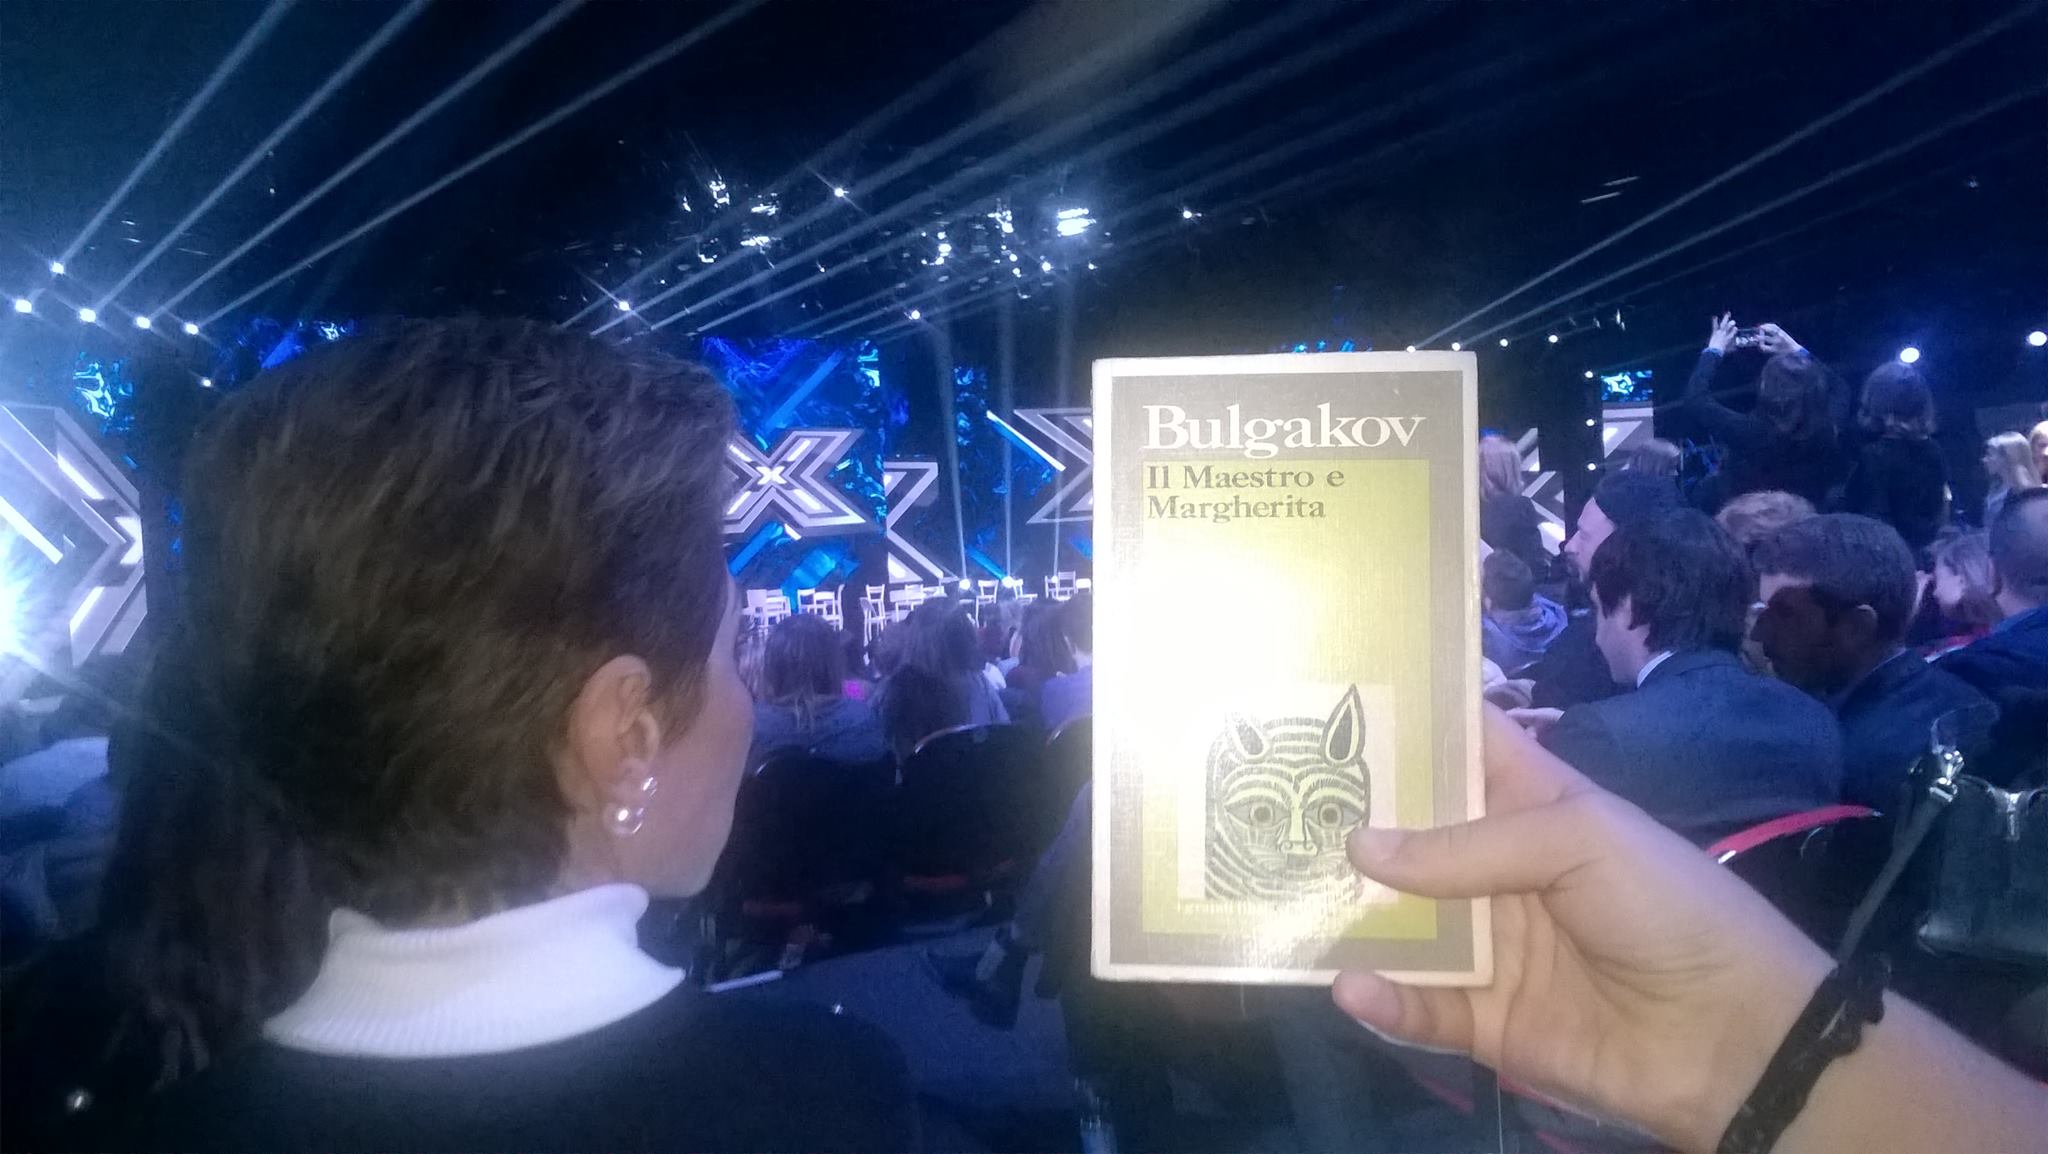 Bulgakov
Il Maestro e
Margherita